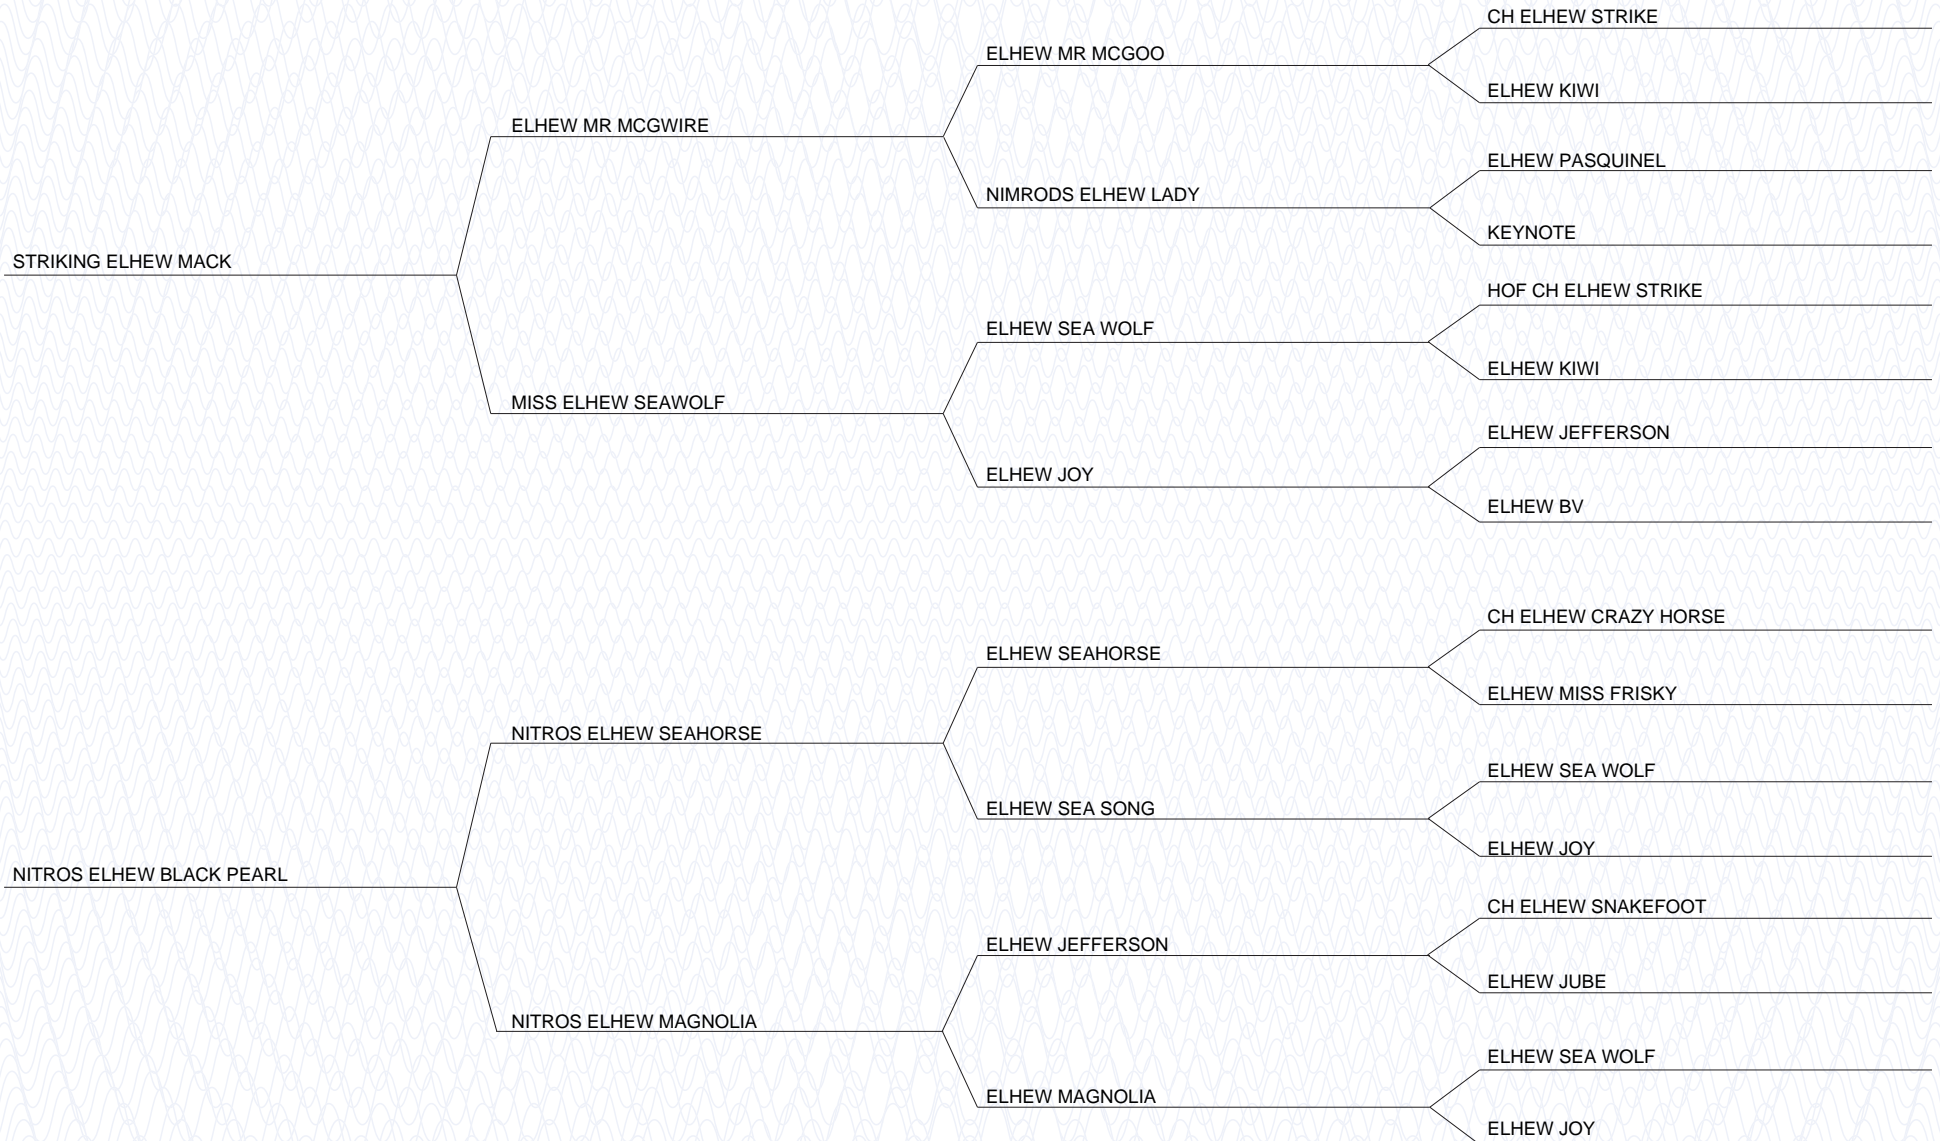 CH ELHEW STRIKE
ELHEW MR MCGOO
ELHEW KIWI
ELHEW MR MCGWIRE
ELHEW PASQUINEL
NIMRODS ELHEW LADY
KEYNOTE
STRIKING ELHEW MACK
HOF CH ELHEW STRIKE
ELHEW SEA WOLF
ELHEW KIWI
MISS ELHEW SEAWOLF
ELHEW JEFFERSON
ELHEW JOY
ELHEW BV
CH ELHEW CRAZY HORSE
ELHEW SEAHORSE
ELHEW MISS FRISKY
NITROS ELHEW SEAHORSE
ELHEW SEA WOLF
ELHEW SEA SONG
ELHEW JOY
NITROS ELHEW BLACK PEARL
CH ELHEW SNAKEFOOT
ELHEW JEFFERSON
ELHEW JUBE
NITROS ELHEW MAGNOLIA
ELHEW SEA WOLF
ELHEW MAGNOLIA
ELHEW JOY